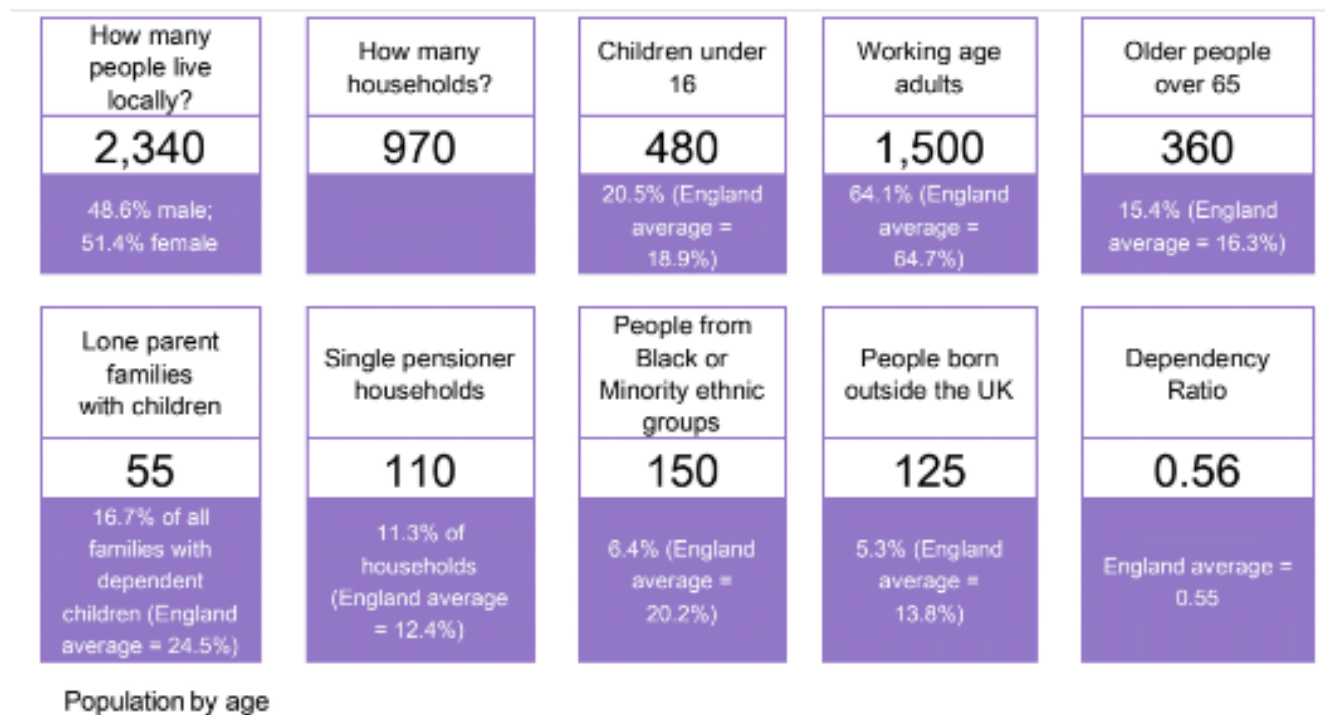 How many
people live
locally?
2,340
48.6% male;
51.4% female
How many
households?
970
Children under
16
480
20.5% (England
average =
18.9%)
Working age
adults
1,500
64.1% (England
average =
64.7%)
Older people
over 65
360
15.4% (England
average = 16.3%)
Lone parent
families
with children
55
16.7% of all
families with
dependent
children (England
average = 24.5%)
Single pensioner
households
110
11.3% of
households
(England average
= 12.4%)
People from
Black or
Minority ethnic
groups
150
6.4% (England
average =
20.2%)
People born
outside the UK
125
5.3% (England
average =
13.8%)
Dependency
Ratio
0.56
England average =
0.55
Population by age